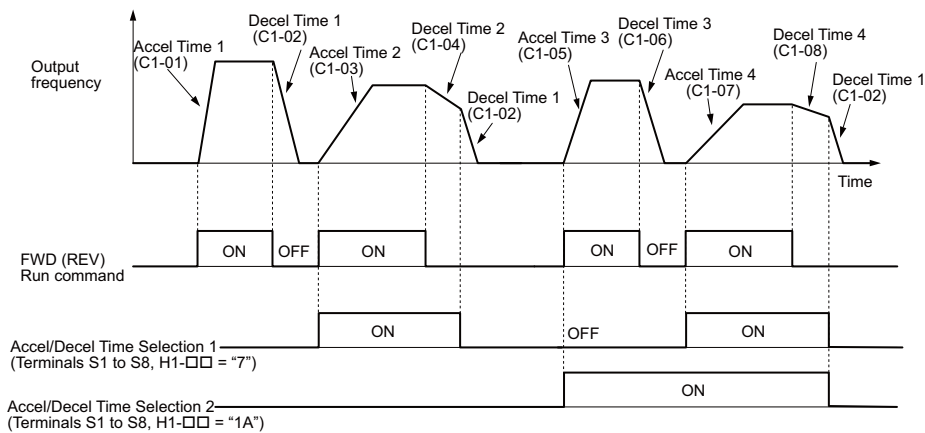 Output
frequency
Accel Time 1
(C1-01)
Decel Time 1
(C1-02)
Accel Time 2
(C1-03)
Decel Time 2
(C1-04)
Decel Time 1
(C1-02)
Accel Time 3
(C1-05)
Decel Time 3
(C1-06)
Accel Time 4
(C1-07)
Decel Time 4
(C1-08)
Decel Time 1
(C1-02)
Time
FWD (REV)
Run command
ON
OFF
ON
ON
OFF
ON
Accel/Decel Time Selection 1
(Terminals S1 to S8, H1-□□ = “7”)
ON
OFF
ON
Accel/Decel Time Selection 2
(Terminals S1 to S8, H1-□□ = “1A”)
ON